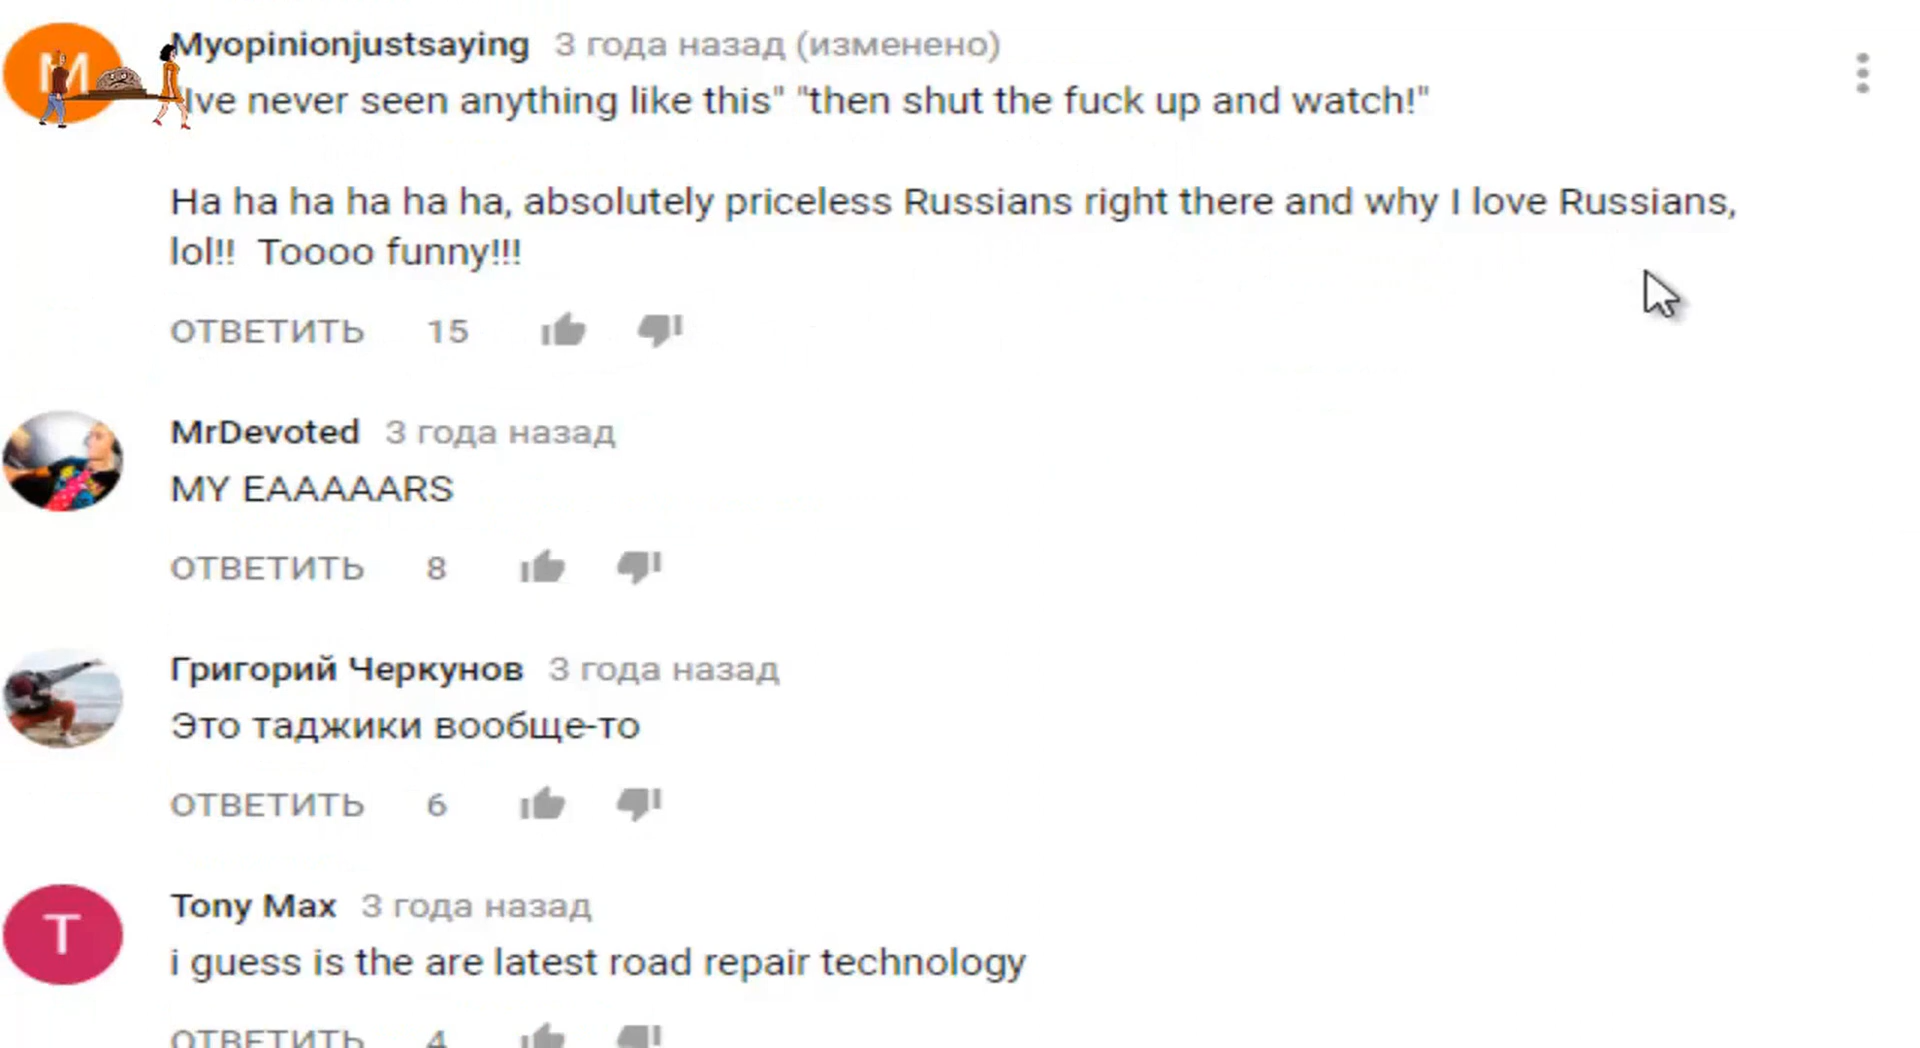 M
Myopinionjustsaying 3 года назад (изменено)
"Ive never seen anything like this" "then shut the fuck up and watch!"
Ha ha ha ha ha ha, absolutely priceless Russians right there and why I love Russians,
lol!! Toooo funny!!!
ОТВЕТИТЬ 15
MrDevoted 3 года назад
MY EAAAAARS
ОТВЕТИТЬ 8
Григорий Черкунов 3 года назад
Это таджики вообще-то
ОТВЕТИТЬ 6
T
Tony Max 3 года назад
i guess is the are latest road repair technology
ОТВЕТИТЬ 4